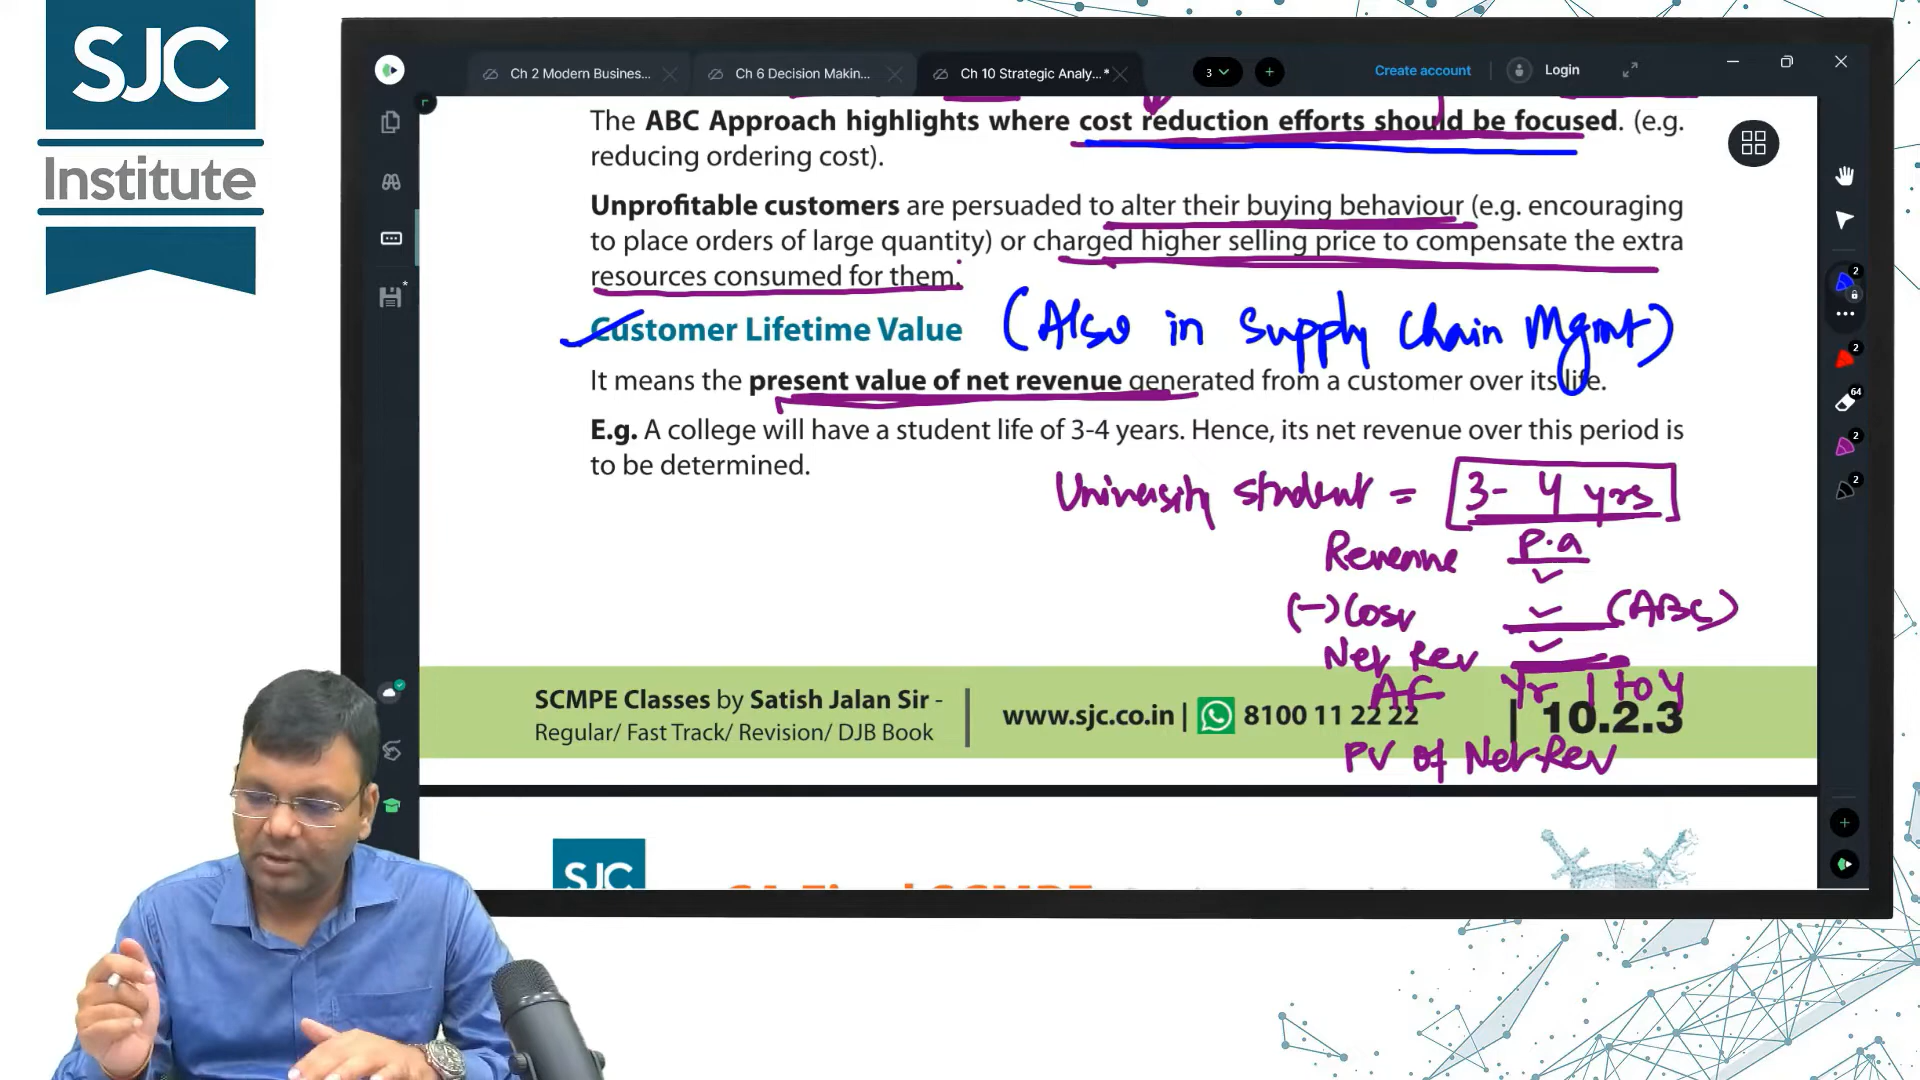 SJC
Institute
Ch 2 Modern Busines...
Ch 6 Decision Makin...
Ch 10 Strategic Analy...*
3
Create account
Login
The ABC Approach highlights where cost reduction efforts should be focused. (e.g.
reducing ordering cost).
Unprofitable customers are persuaded to alter their buying behaviour (e.g. encouraging
to place orders of large quantity) or charged higher selling price to compensate the extra
resources consumed for them.
Customer Lifetime Value (Also in Supply Chain Mgmt)
It means the present value of net revenue generated from a customer over its life.
E.g. A college will have a student life of 3-4 years. Hence, its net revenue over this period is
to be determined.
University student = 3- 4 yrs
Revenue p.a
(-) Cost (ABC)
Net Rev
AF Yr 1 to 4
PV of Net Rev
SCMPE Classes by Satish Jalan Sir -
Regular/ Fast Track/ Revision/ DJB Book
www.sjc.co.in | 8100 11 22 22
| 10.2.3
SJC
2
2
64
2
2